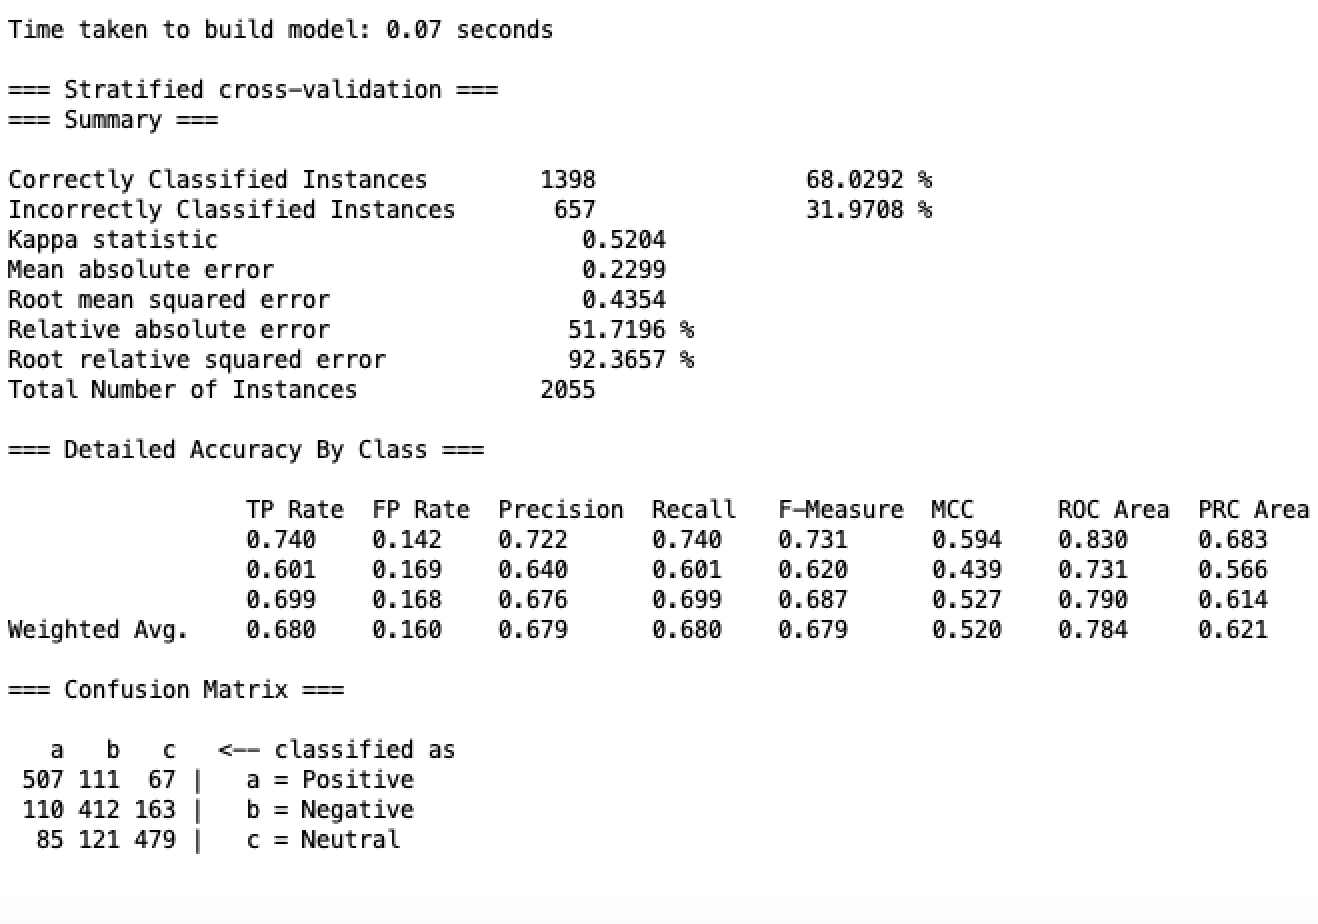 Time taken to build model: 0.07 seconds
=== Stratified cross-validation ===
=== Summary ===
Correctly Classified Instances 1398 68.0292 %
Incorrectly Classified Instances 657 31.9708 %
Kappa statistic 0.5204
Mean absolute error 0.2299
Root mean squared error 0.4354
Relative absolute error 51.7196 %
Root relative squared error 92.3657 %
Total Number of Instances 2055
=== Detailed Accuracy By Class ===
TP Rate FP Rate Precision Recall F-Measure MCC ROC Area PRC Area
0.740 0.142 0.722 0.740 0.731 0.594 0.830 0.683
0.601 0.169 0.640 0.601 0.620 0.439 0.731 0.566
0.699 0.168 0.676 0.699 0.687 0.527 0.790 0.614
Weighted Avg. 0.680 0.160 0.679 0.680 0.679 0.520 0.784 0.621
=== Confusion Matrix ===
a b c <-- classified as
507 111 67 | a = Positive
110 412 163 | b = Negative
85 121 479 | c = Neutral